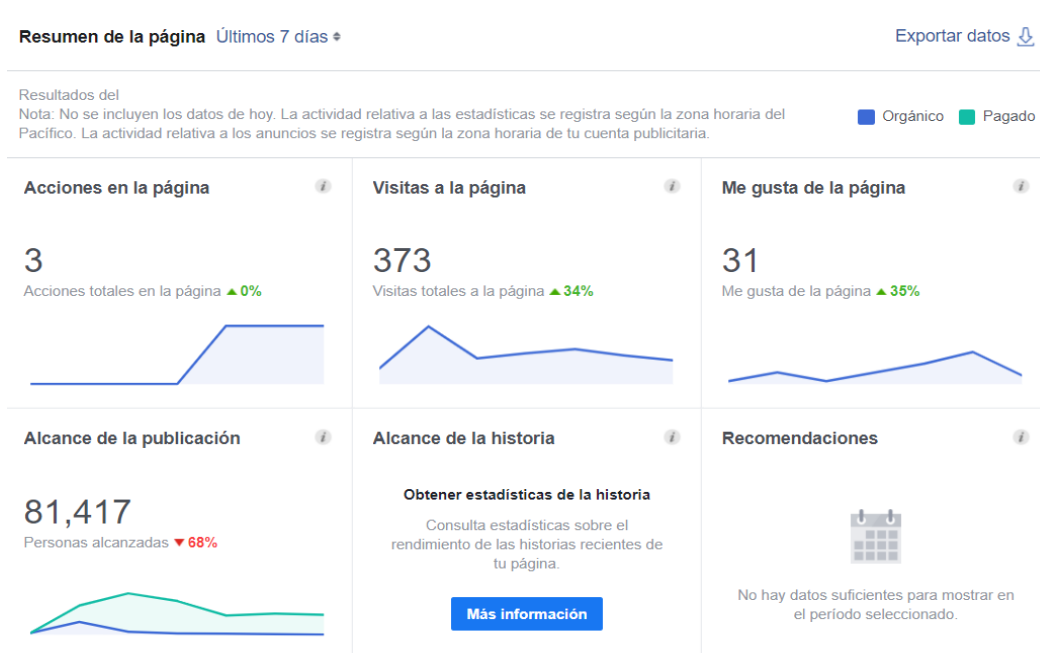 Resumen de la página Últimos 7 días
Exportar datos
Resultados del
Nota: No se incluyen los datos de hoy. La actividad relativa a las estadísticas se registra según la zona horaria del
Pacífico. La actividad relativa a los anuncios se registra según la zona horaria de tu cuenta publicitaria.
Orgánico Pagado
Acciones en la página
3
Acciones totales en la página ▲ 0%
Visitas a la página
373
Visitas totales a la página ▲ 34%
Me gusta de la página
31
Me gusta de la página ▲ 35%
Alcance de la publicación
81,417
Personas alcanzadas ▼ 68%
Alcance de la historia
Obtener estadísticas de la historia
Consulta estadísticas sobre el
rendimiento de las historias recientes de
tu página.
Más información
Recomendaciones
No hay datos suficientes para mostrar en
el período seleccionado.